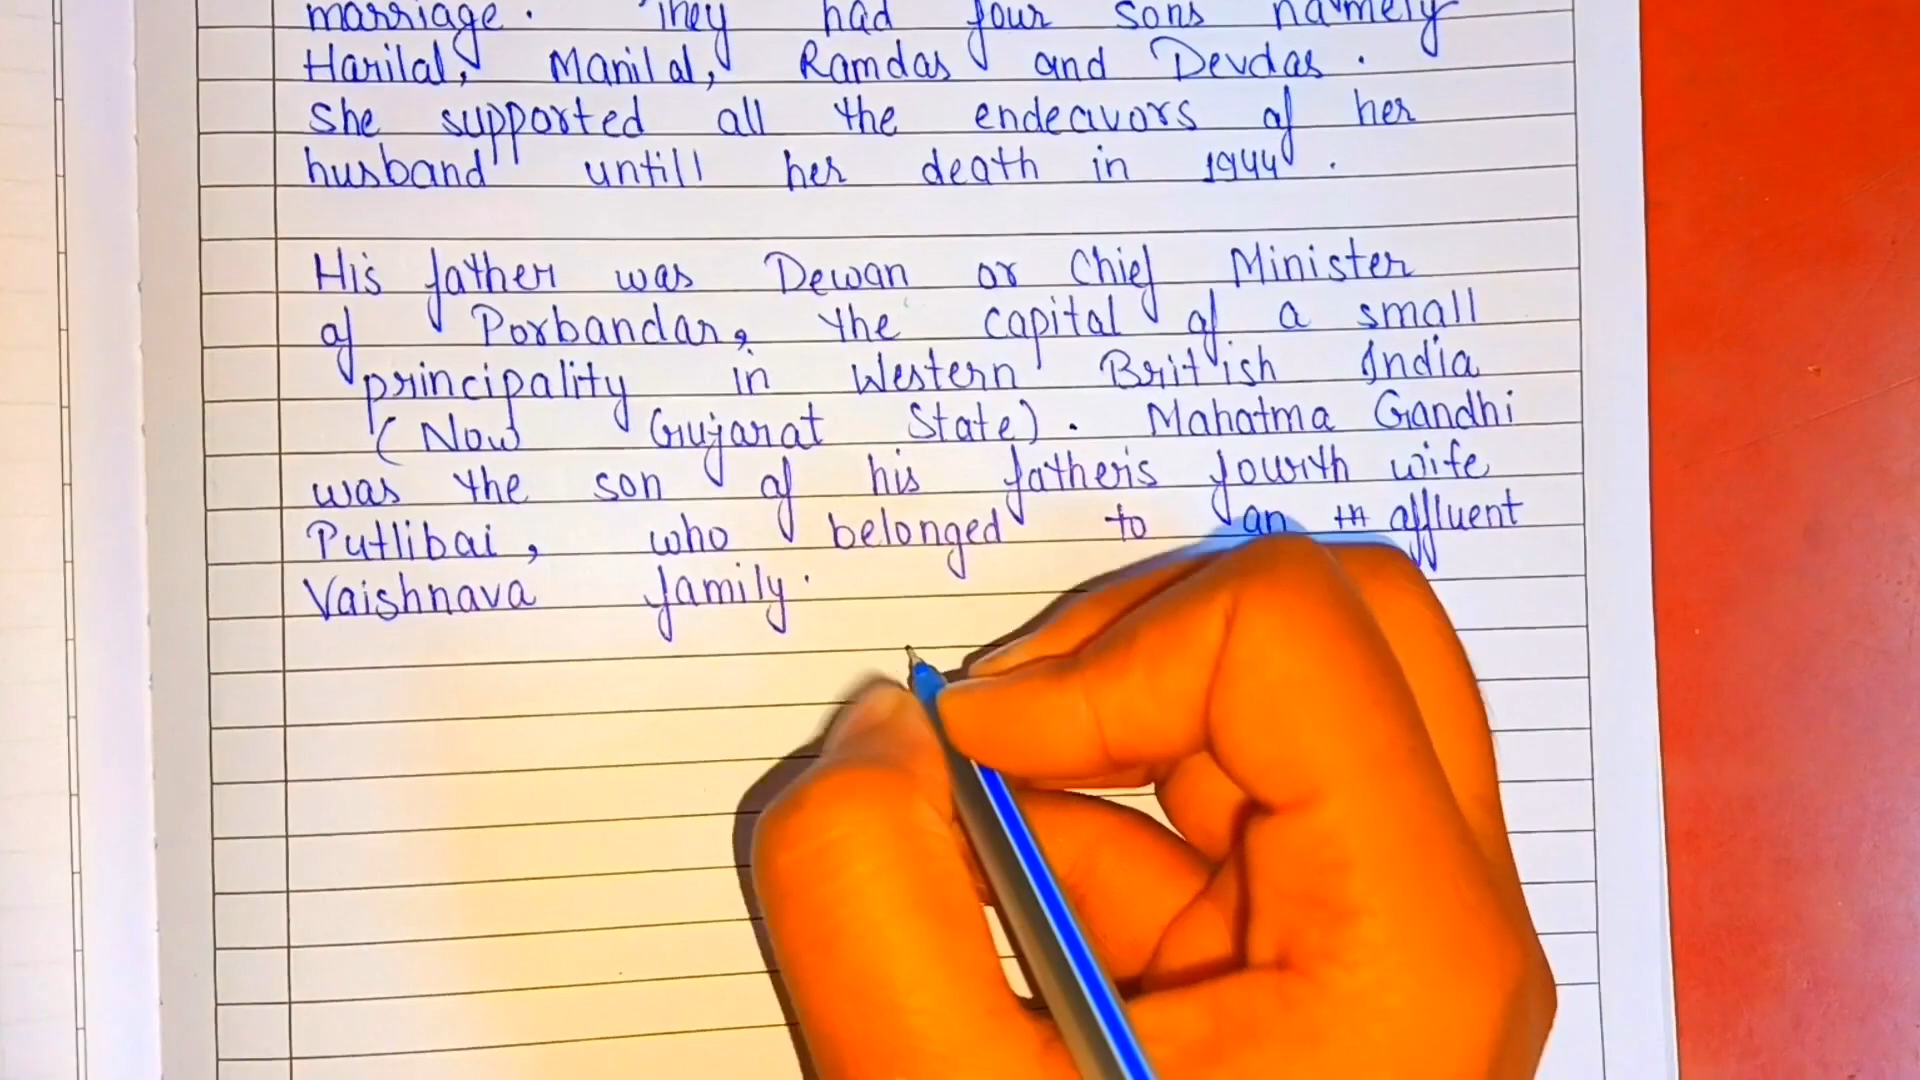 marriage. They had four sons namely
Harilal, Manilal, Ramdas and Devdas.
She supported all the endeavors of her
husband untill her death in 1944.
His father was Dewan or Chief Minister
of Porbandar, the capital of a small
principality in Western British India
(Now Gujarat State). Mahatma Gandhi
was the son of his father's fourth wife
Putlibai, who belonged to an affluent
Vaishnava family.